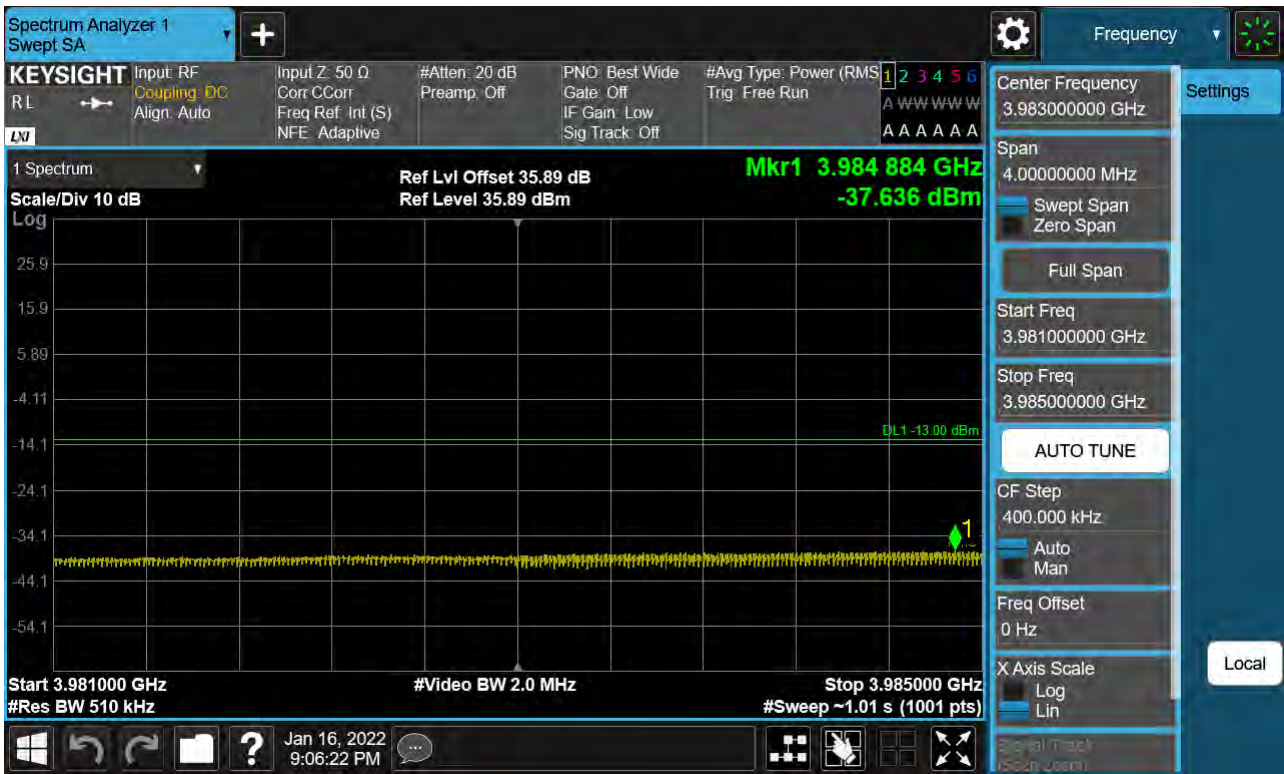 Spectrum Analyzer 1
Swept SA
Frequency
KEYSIGHT
R L
LXI
Input: RF
Coupling: DC
Align: Auto
Input Z: 50 Ω
Corr CCorr
Freq Ref: Int (S)
NFE: Adaptive
#Atten: 20 dB
Preamp: Off
PNO: Best Wide
Gate: Off
IF Gain: Low
Sig Track: Off
#Avg Type: Power (RMS
Trig: Free Run
1 2 3 4 5 6
A WW WW W
A A A A A A
1 Spectrum
Scale/Div 10 dB
Log
Ref Lvl Offset 35.89 dB
Ref Level 35.89 dBm
Mkr1 3.984 884 GHz
-37.636 dBm
25.9
15.9
5.89
-4.11
-14.1
-24.1
-34.1
-44.1
-54.1
DL1 -13.00 dBm
1
Start 3.981000 GHz
#Res BW 510 kHz
#Video BW 2.0 MHz
Stop 3.985000 GHz
#Sweep ~1.01 s (1001 pts)
Center Frequency
3.983000000 GHz
Span
4.00000000 MHz
Swept Span
Zero Span
Full Span
Start Freq
3.981000000 GHz
Stop Freq
3.985000000 GHz
AUTO TUNE
CF Step
400.000 kHz
Auto
Man
Freq Offset
0 Hz
X Axis Scale
Log
Lin
Signal Track
(Span Zoom)
Settings
Local
?
Jan 16, 2022
9:06:22 PM